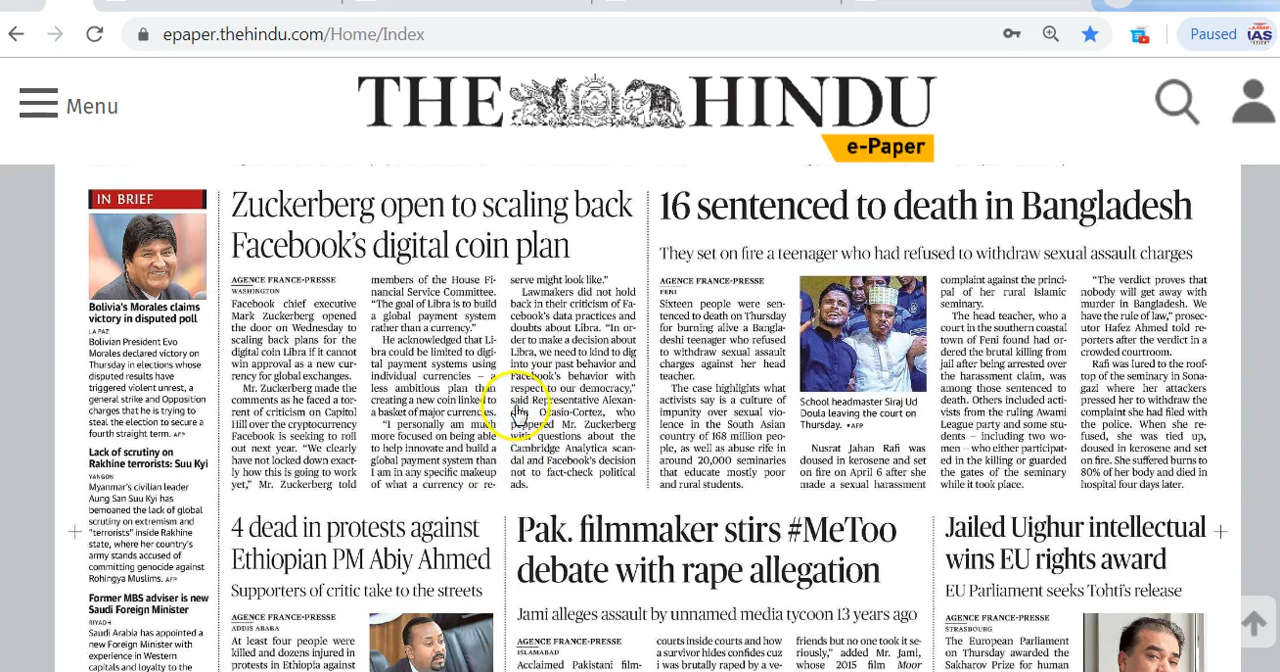 epaper.thehindu.com/Home/Index
Paused
IAS
Menu
THE HINDU
e-Paper
IN BRIEF
Bolivia's Morales claims
victory in disputed poll
LA PAZ
Bolivian President Evo
Morales declared victory on
Thursday in elections whose
disputed results have
triggered violent unrest, a
general strike and Opposition
charges that he is trying to
steal the election to secure a
fourth straight term. AFP
Lack of scrutiny on
Rakhine terrorists: Suu Kyi
YANGON
Myanmar's civilian leader
Aung San Suu Kyi has
bemoaned the lack of global
scrutiny on extremism and
"terrorists" inside Rakhine
state, where her country's
army stands accused of
committing genocide against
Rohingya Muslims. AFP
Former MBS adviser is new
Saudi Foreign Minister
RIYADH
Saudi Arabia has appointed a
new Foreign Minister with
experience in Western
capitals and loyalty to the
Zuckerberg open to scaling back
Facebook's digital coin plan
AGENCE FRANCE-PRESSE
WASHINGTON
Facebook chief executive
Mark Zuckerberg opened
the door on Wednesday to
scaling back plans for the
digital coin Libra if it cannot
win approval as a new cur-
rency for global exchanges.
Mr. Zuckerberg made the
comments as he faced a tor-
rent of criticism on Capitol
Hill over the cryptocurrency
Facebook is seeking to roll
out next year. "We clearly
have not locked down exact-
ly how this is going to work
yet," Mr. Zuckerberg told
members of the House Fi-
nancial Service Committee.
"The goal of Libra is to build
a global payment system
rather than a currency."
He acknowledged that Li-
bra could be limited to digi-
tal payment systems using
individual currencies – a
less ambitious plan than
creating a new coin linked to
a basket of major currencies.
"I personally am much
more focused on being able
to help innovate and build a
global payment system than
I am in any specific makeup
of what a currency or re-
serve might look like."
Lawmakers did not hold
back in their criticism of Fa-
cebook's data practices and
doubts about Libra. "In or-
der to make a decision about
Libra, we need to kind to dig
into your past behavior and
Facebook's behavior with
respect to our democracy,"
said Representative Alexan-
Ocasio-Cortez, who
peppered Mr. Zuckerberg
with questions about the
Cambridge Analytica scan-
dal and Facebook's decision
not to fact-check political
ads.
16 sentenced to death in Bangladesh
They set on fire a teenager who had refused to withdraw sexual assault charges
AGENCE FRANCE-PRESSE
FENI
Sixteen people were sen-
tenced to death on Thursday
for burning alive a Bangla-
deshi teenager who refused
to withdraw sexual assault
charges against her head
teacher.
The case highlights what
activists say is a culture of
impunity over sexual vio-
lence in the South Asian
country of 168 million peo-
ple, as well as abuse rife in
around 20,000 seminaries
that educate mostly poor
and rural students.
School headmaster Siraj Ud
Doula leaving the court on
Thursday. AFP
Nusrat Jahan Rafi was
doused in kerosene and set
on fire on April 6 after she
made a sexual harassment
complaint against the princi-
pal of her rural Islamic
seminary.
The head teacher, who a
court in the southern coastal
town of Feni found had or-
dered the brutal killing from
jail after being arrested over
the harassment claim, was
among those sentenced to
death. Others included acti-
vists from the ruling Awami
League party and some stu-
dents – including two wo-
men – who either participat-
ed in the killing or guarded
the gates of the seminary
while it took place.
"The verdict proves that
nobody will get away with
murder in Bangladesh. We
have the rule of law," prosec-
utor Hafez Ahmed told re-
porters after the verdict in a
crowded courtroom.
Rafi was lured to the roof-
top of the seminary in Sona-
gazi where her attackers
pressed her to withdraw the
complaint she had filed with
the police. When she re-
fused, she was tied up,
doused in kerosene and set
on fire. She suffered burns to
80% of her body and died in
hospital four days later.
4 dead in protests against
Ethiopian PM Abiy Ahmed
Supporters of critic take to the streets
AGENCE FRANCE-PRESSE
ADDIS ABABA
At least four people were
killed and dozens injured in
protests in Ethiopia against
Pak. filmmaker stirs #MeToo
debate with rape allegation
Jami alleges assault by unnamed media tycoon 13 years ago
AGENCE FRANCE-PRESSE
ISLAMABAD
Acclaimed Pakistani film-
courts inside courts and how
a survivor hides confides cuz
i was brutally raped by a ve-
friends but no one took it se-
riously," added Mr. Jami,
whose 2015 film Moor
Jailed Uighur intellectual
wins EU rights award
EU Parliament seeks Tohti's release
AGENCE FRANCE-PRESSE
STRASBOURG
The European Parliament
on Thursday awarded the
Sakharov Prize for human